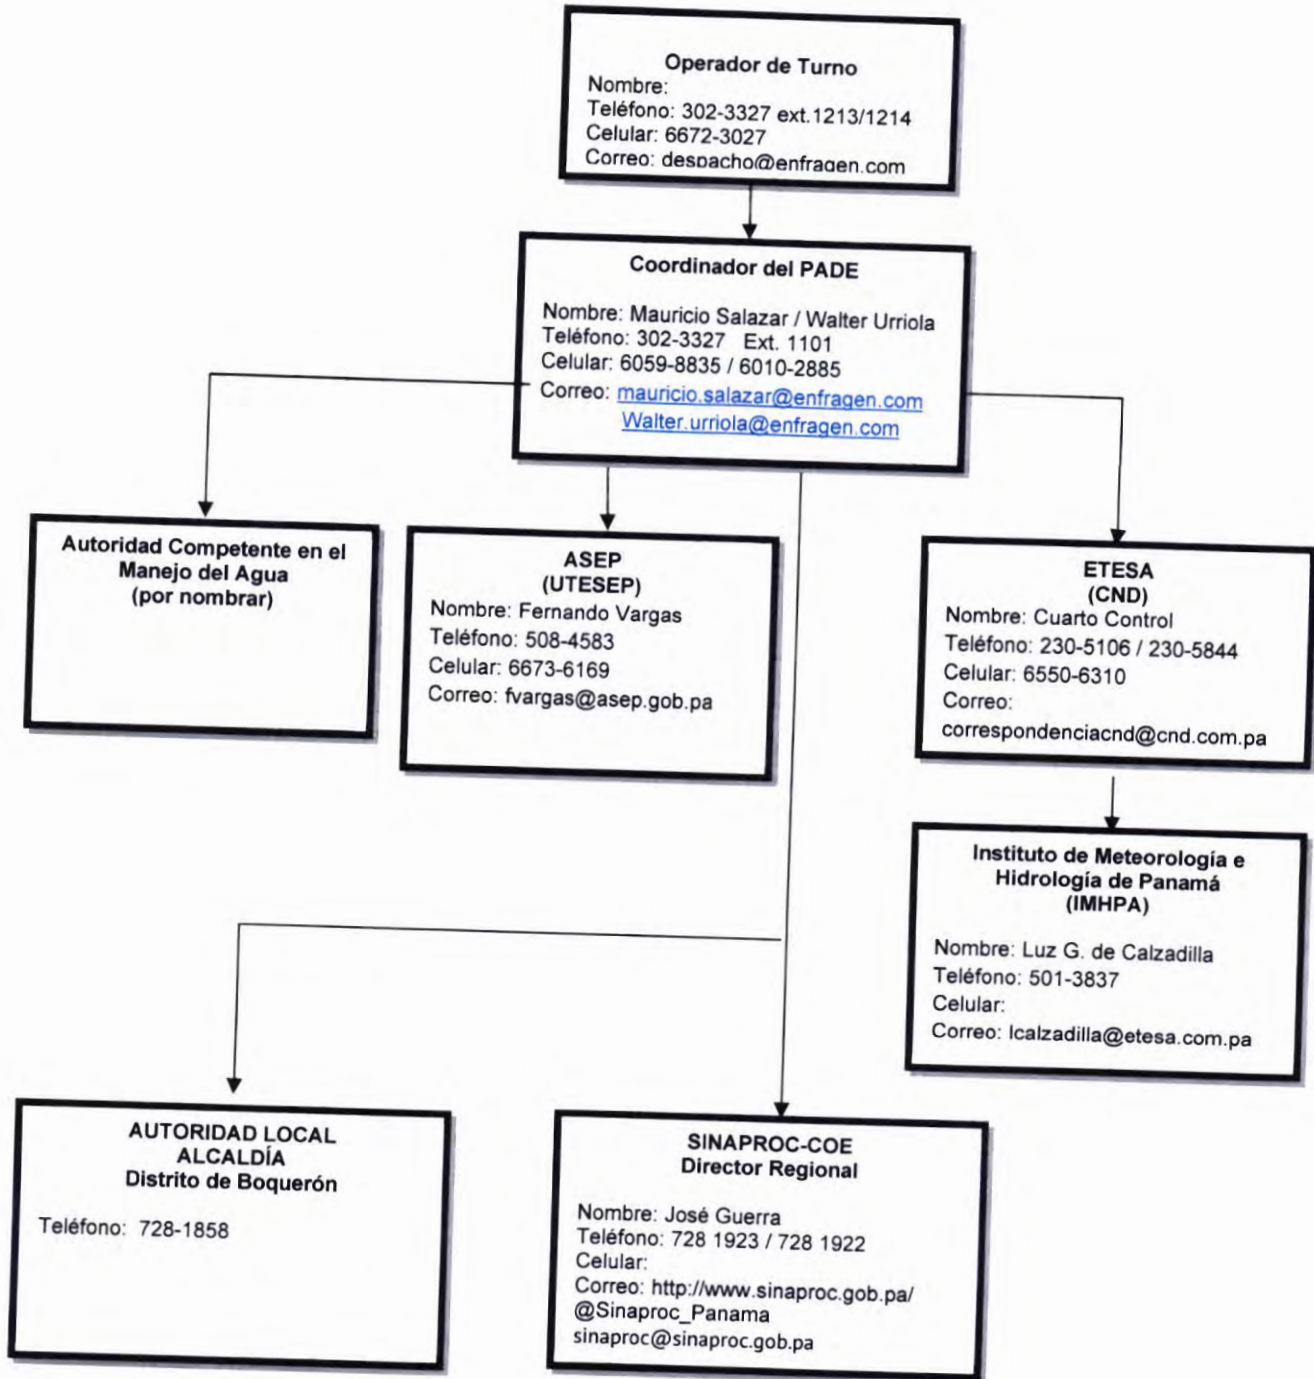 Operador de Turno
Nombre:
Teléfono: 302-3327 ext.1213/1214
Celular: 6672-3027
Correo: despacho@enfragen.com
Coordinador del PADE
Nombre: Mauricio Salazar / Walter Urriola
Teléfono: 302-3327 Ext. 1101
Celular: 6059-8835 / 6010-2885
Correo: mauricio.salazar@enfragen.com
Walter.urriola@enfragen.com
Autoridad Competente en el
Manejo del Agua
(por nombrar)
ASEP
(UTESEP)
Nombre: Fernando Vargas
Teléfono: 508-4583
Celular: 6673-6169
Correo: fvargas@asep.gob.pa
ETESA
(CND)
Nombre: Cuarto Control
Teléfono: 230-5106 / 230-5844
Celular: 6550-6310
Correo:
correspondenciacnd@cnd.com.pa
Instituto de Meteorología e
Hidrología de Panamá
(IMHPA)
Nombre: Luz G. de Calzadilla
Teléfono: 501-3837
Celular:
Correo: lcalzadilla@etesa.com.pa
AUTORIDAD LOCAL
ALCALDÍA
Distrito de Boquerón
Teléfono: 728-1858
SINAPROC-COE
Director Regional
Nombre: José Guerra
Teléfono: 728 1923 / 728 1922
Celular:
Correo: http://www.sinaproc.gob.pa/
@Sinaproc_Panama
sinaproc@sinaproc.gob.pa